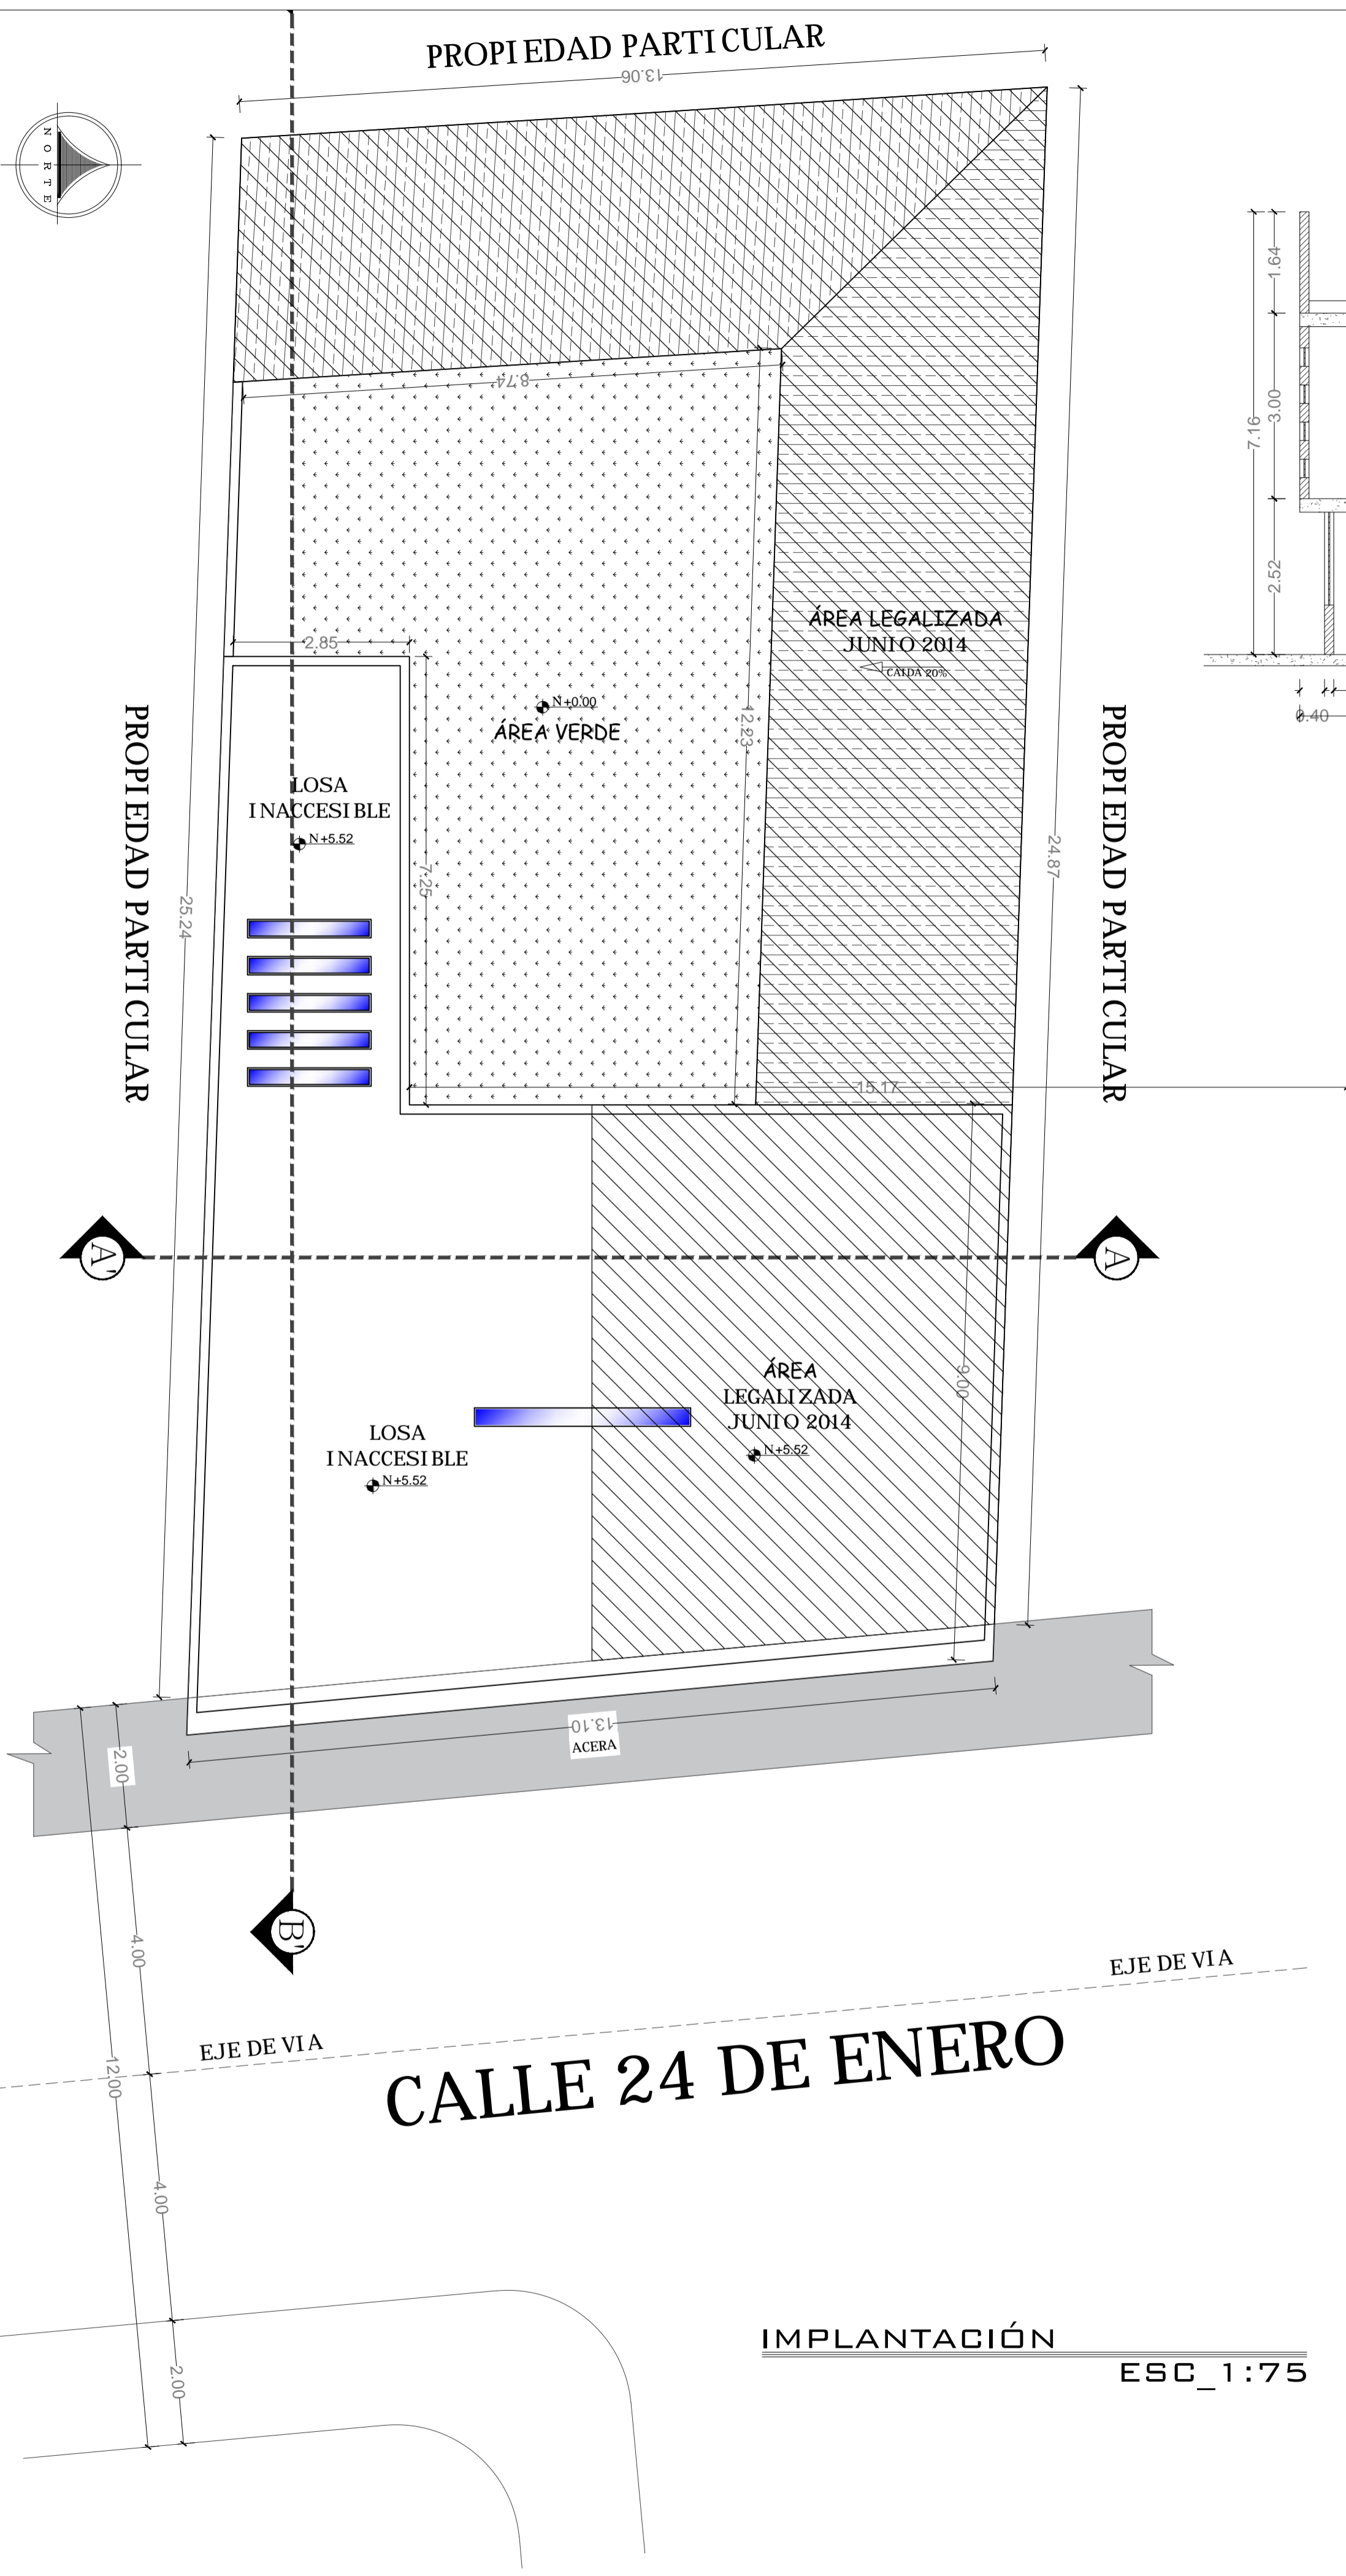 PROPIEDAD PARTICULAR
13.06
NORTE
1.64
3.00
7.16
2.52
0.40
8.74
2.85
ÁREA LEGALIZADA
JUNIO 2014
CAIDA 20%
N+0.00
ÁREA VERDE
12.23
PROPIEDAD PARTICULAR
PROPIEDAD PARTICULAR
LOSA
INACCESIBLE
N+5.52
7.25
25.24
24.87
15.17
A'
A
ÁREA
LEGALIZADA
JUNIO 2014
N+5.52
9.00
LOSA
INACCESIBLE
N+5.52
13.10
ACERA
2.00
B'
4.00
EJE DE VIA
EJE DE VIA
CALLE 24 DE ENERO
12.00
4.00
2.00
IMPLANTACIÓN
ESC_1:75